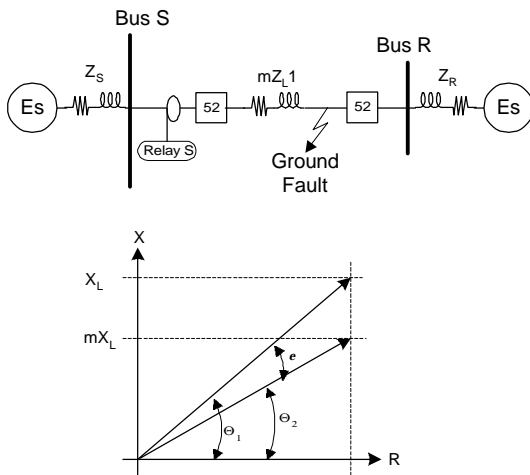 Bus S
Bus R
Z_S
mZ_L1
Z_R
Es
52
52
Es
Relay S
Ground
Fault
X
X_L
mX_L
e
Θ_1
Θ_2
R